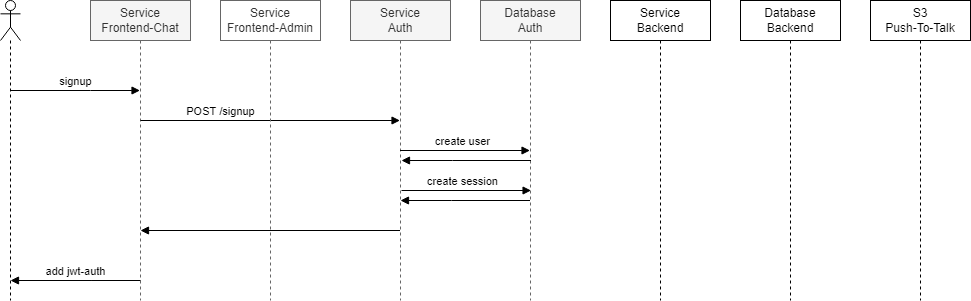 Service
Frontend-Chat
Service
Frontend-Admin
Service
Auth
Database
Auth
Service
Backend
Database
Backend
S3
Push-To-Talk
signup
POST /signup
create user
create session
add jwt-auth